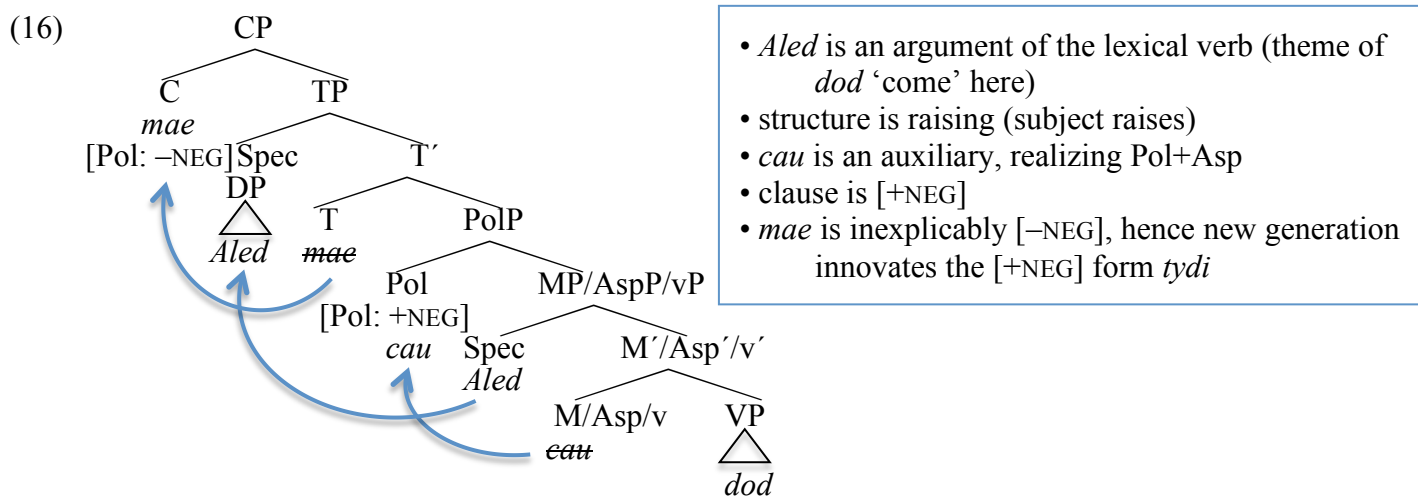 (16)
CP
C TP
mae
[Pol: –NEG] Spec T´
DP
Aled
T PolP
mae
Pol MP/AspP/vP
[Pol: +NEG]
cau
Spec M´/Asp´/v´
Aled
M/Asp/v VP
cau
dod
• Aled is an argument of the lexical verb (theme of
dod ‘come’ here)
• structure is raising (subject raises)
• cau is an auxiliary, realizing Pol+Asp
• clause is [+NEG]
• mae is inexplicably [–NEG], hence new generation
innovates the [+NEG] form tydi